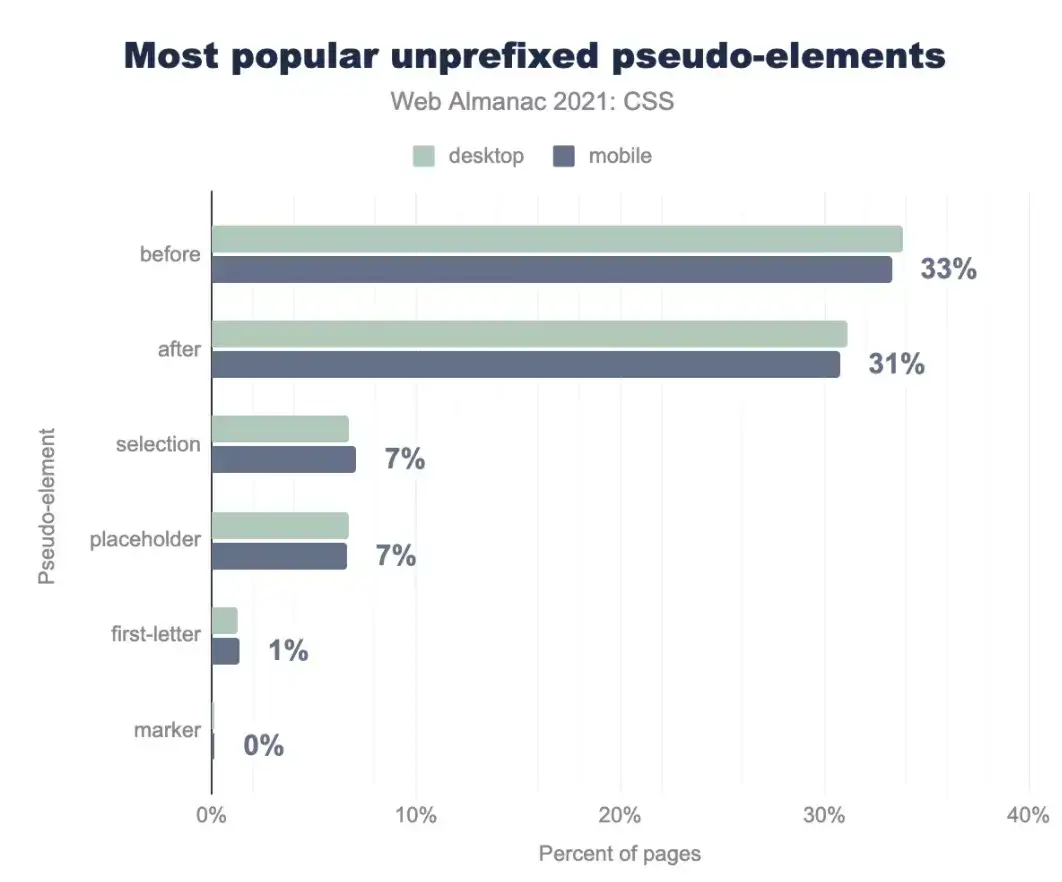 Most popular unprefixed pseudo-elements
Web Almanac 2021: CSS
desktop mobile
before 33%
after 31%
selection 7%
placeholder 7%
first-letter 1%
marker 0%
Pseudo-element
0% 10% 20% 30% 40%
Percent of pages